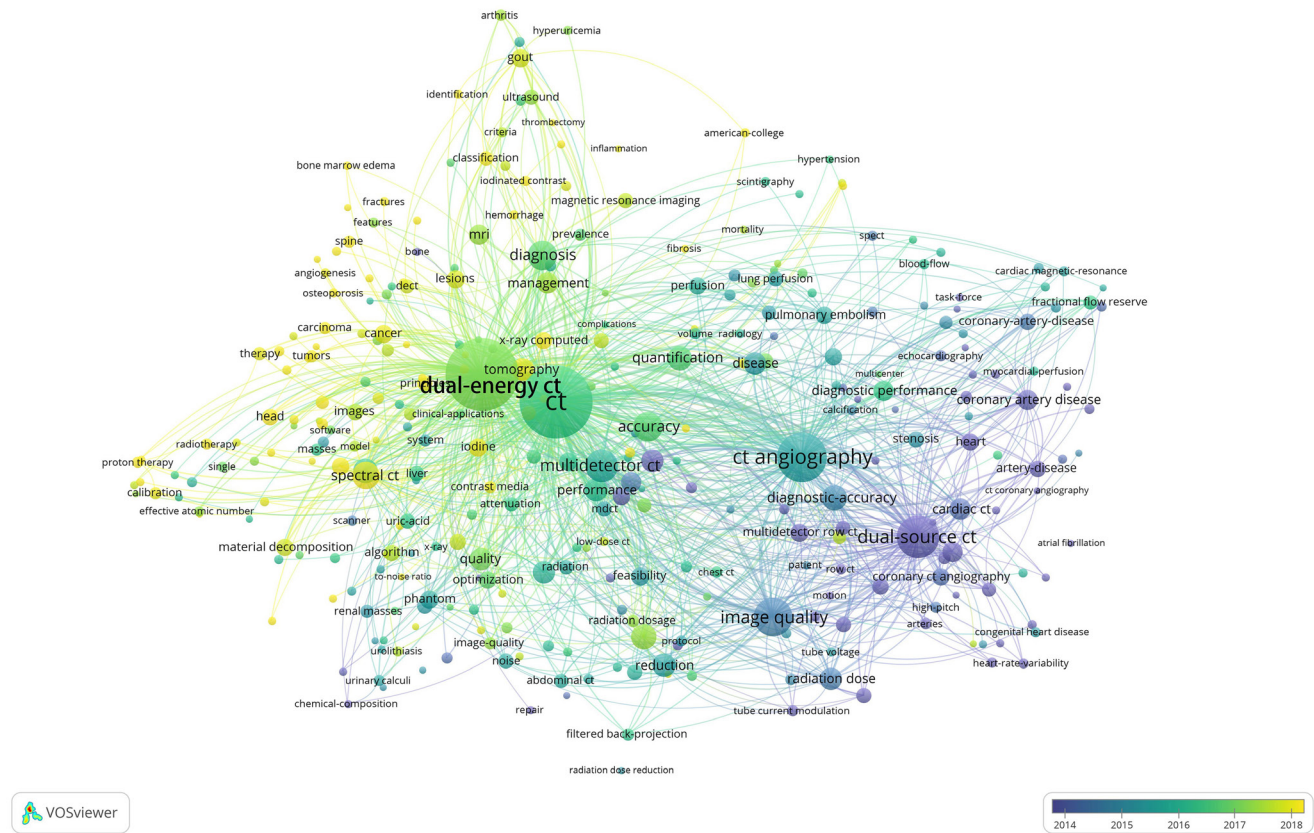 arthritis
hyperuricemia
gout
identification
ultrasound
thrombectomy
criteria
american-college
inflammation
classification
hypertension
bone marrow edema
iodinated contrast
scintigraphy
fractures
magnetic resonance imaging
features
hemorrhage
mortality
mri
prevalence
spect
spine
fibrosis
bone
diagnosis
blood-flow
angiogenesis
cardiac magnetic-resonance
lesions
lung perfusion
dect
management
perfusion
osteoporosis
task-force
fractional flow reserve
pulmonary embolism
carcinoma
complications
coronary-artery-disease
cancer
volume
radiology
x-ray computed
therapy
tumors
quantification
echocardiography
disease
tomography
multicenter
myocardial-perfusion
principles
dual-energy ct
diagnostic performance
ct
coronary artery disease
images
clinical-applications
calcification
head
software
accuracy
radiotherapy
masses
model
system
iodine
stenosis
heart
proton therapy
single
ct angiography
spectral ct
liver
multidetector ct
artery-disease
calibration
contrast media
performance
ct coronary angiography
effective atomic number
attenuation
mdct
diagnostic-accuracy
scanner
uric-acid
cardiac ct
multidetector row ct
dual-source ct
atrial fibrillation
material decomposition
algorithm
x-ray
low-dose ct
quality
radiation
patient
row ct
to-noise ratio
optimization
feasibility
chest ct
coronary ct angiography
phantom
motion
renal masses
radiation dosage
image quality
high-pitch
arteries
congenital heart disease
image-quality
protocol
urolithiasis
noise
reduction
tube voltage
heart-rate-variability
urinary calculi
abdominal ct
radiation dose
chemical-composition
repair
tube current modulation
filtered back-projection
radiation dose reduction
VOSviewer
2014
2015
2016
2017
2018